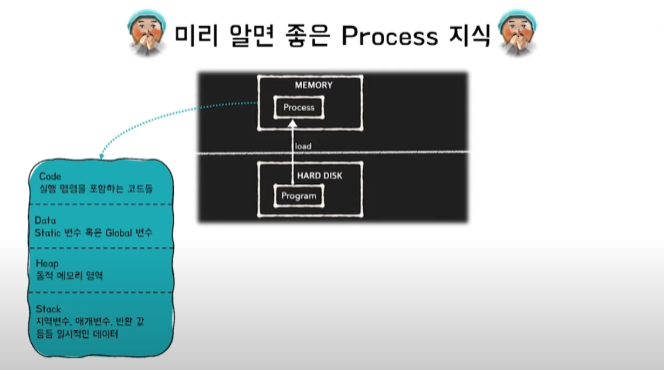 미리 알면 좋은 Process 지식
MEMORY
Process
load
HARD DISK
Program
Code
실행 명령을 포함하는 코드들
Data
Static 변수 혹은 Global 변수
Heap
동적 메모리 영역
Stack
지역변수, 매개변수, 반환 값
등등 일시적인 데이터